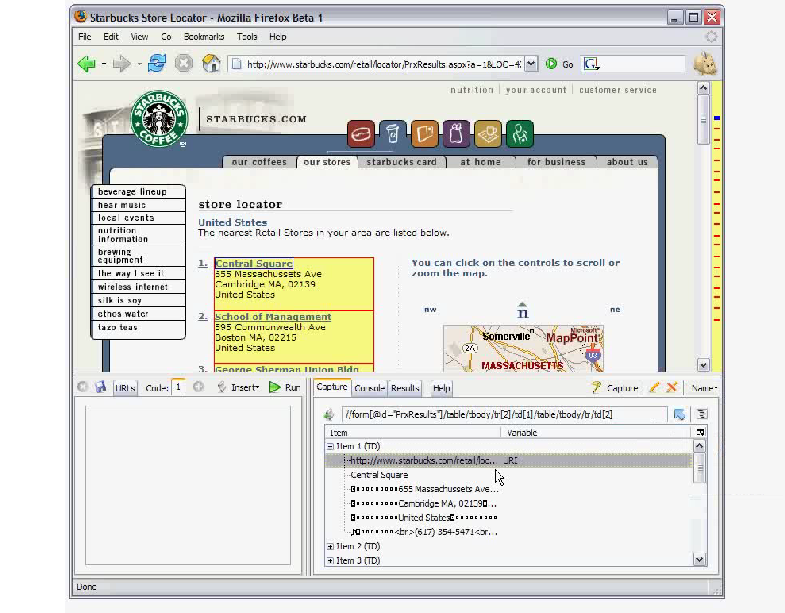 Starbucks Store Locator - Mozilla Firefox Beta 1
File Edit View Go Bookmarks Tools Help
http://www.starbucks.com/retail/locator/PrxResults.aspx?a=1&LOC=4
Go
G
nutrition | your account | customer service
STARBUCKS
COFFEE
STARBUCKS.COM
our coffees our stores starbucks card at home for business about us
beverage lineup
hear music
local events
nutrition
information
brewing
equipment
the way I see it
wireless internet
silk is soy
ethos water
tazo teas
store locator
United States
The nearest Retail Stores in your area are listed below.
1. Central Square
655 Massachussets Ave
Cambridge MA, 02139
United States
2. School of Management
595 Commonwealth Ave
Boston MA, 02215
United States
3. George Sherman Union Bldg
You can click on the controls to scroll or
zoom the map.
nw n ne
Somerville
Microsoft
MapPoint
2A
93
MASSACHUSETTS
URLs Code: 1 Insert Run
Capture Console Results Help
? Capture Name
//form[@id="PrxResults"]/table/tbody/tr[2]/td[1]/table/tbody/tr/td[2]
Item Variable
Item 1 (TD)
http://www.starbucks.com/retail/loc... URI
Central Square
655 Massachussets Ave...
Cambridge MA, 02139...
United States
<br>(617) 354-5471<br...
Item 2 (TD)
Item 3 (TD)
Done